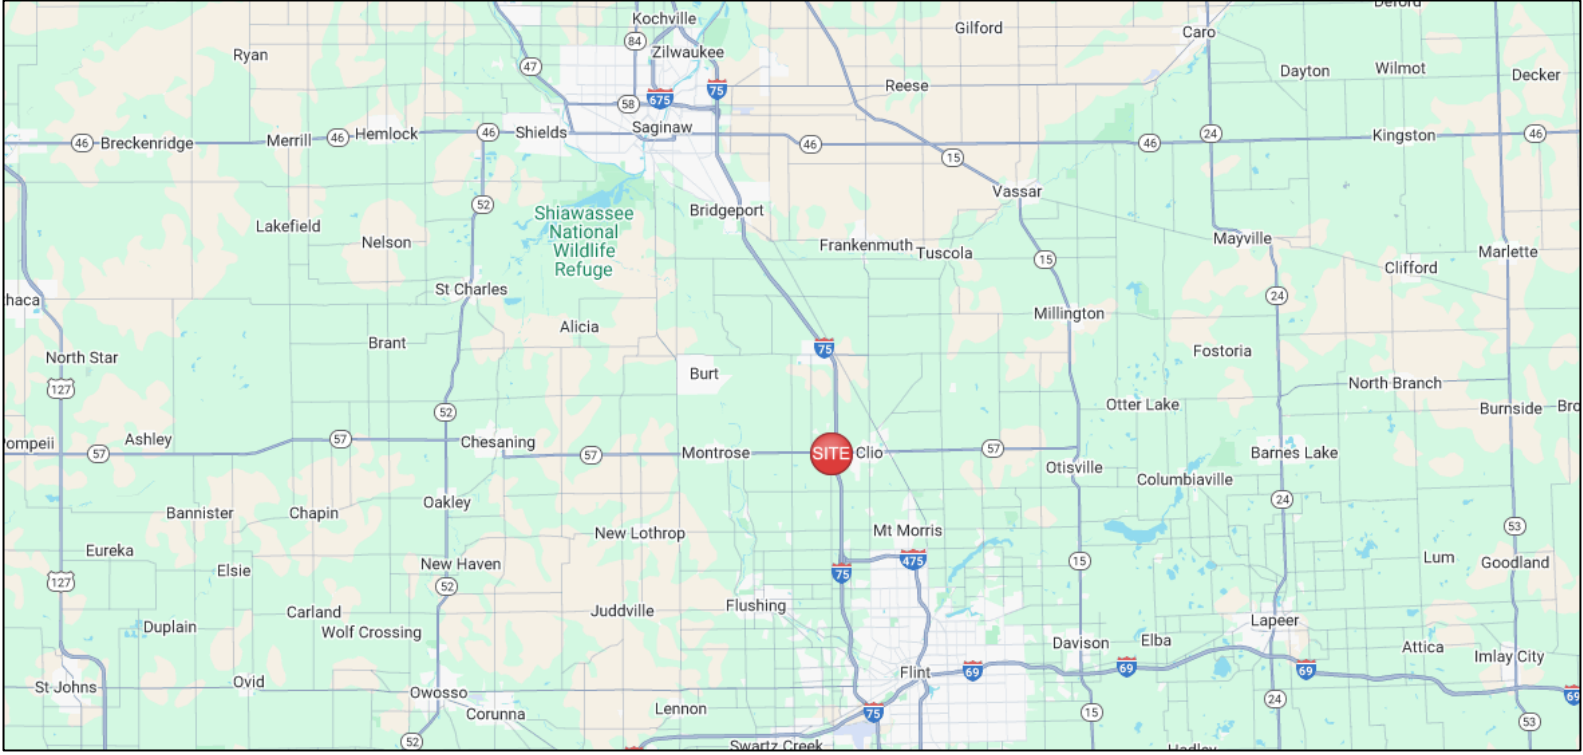 Deford
Kochville
Gilford
Caro
84
Ryan
Zilwaukee
47
Dayton
Wilmot
Decker
Reese
75
675
58
Saginaw
46
Breckenridge
Merrill
46
Hemlock
46
Shields
46
15
46
24
Kingston
46
Vassar
52
Bridgeport
Shiawassee
National
Wildlife
Refuge
Lakefield
Nelson
Frankenmuth
Tuscola
Mayville
Marlette
15
Clifford
St Charles
24
thaca
Millington
Alicia
Brant
75
Fostoria
North Star
Burt
127
North Branch
Otter Lake
52
Burnside
Bro
Pompeii
Ashley
57
57
Chesaning
57
Montrose
SITE
Clio
57
Barnes Lake
Otisville
Columbiaville
Oakley
24
Bannister
Chapin
New Lothrop
Mt Morris
53
Eureka
Elsie
New Haven
75
475
15
Lum
Goodland
127
52
Carland
Juddville
Flushing
Duplain
Wolf Crossing
Lapeer
Davison
Elba
Attica
Imlay City
Flint
69
69
69
69
St Johns
Ovid
Owosso
24
Corunna
Lennon
75
15
53
52
Swartz Creek
Hadley